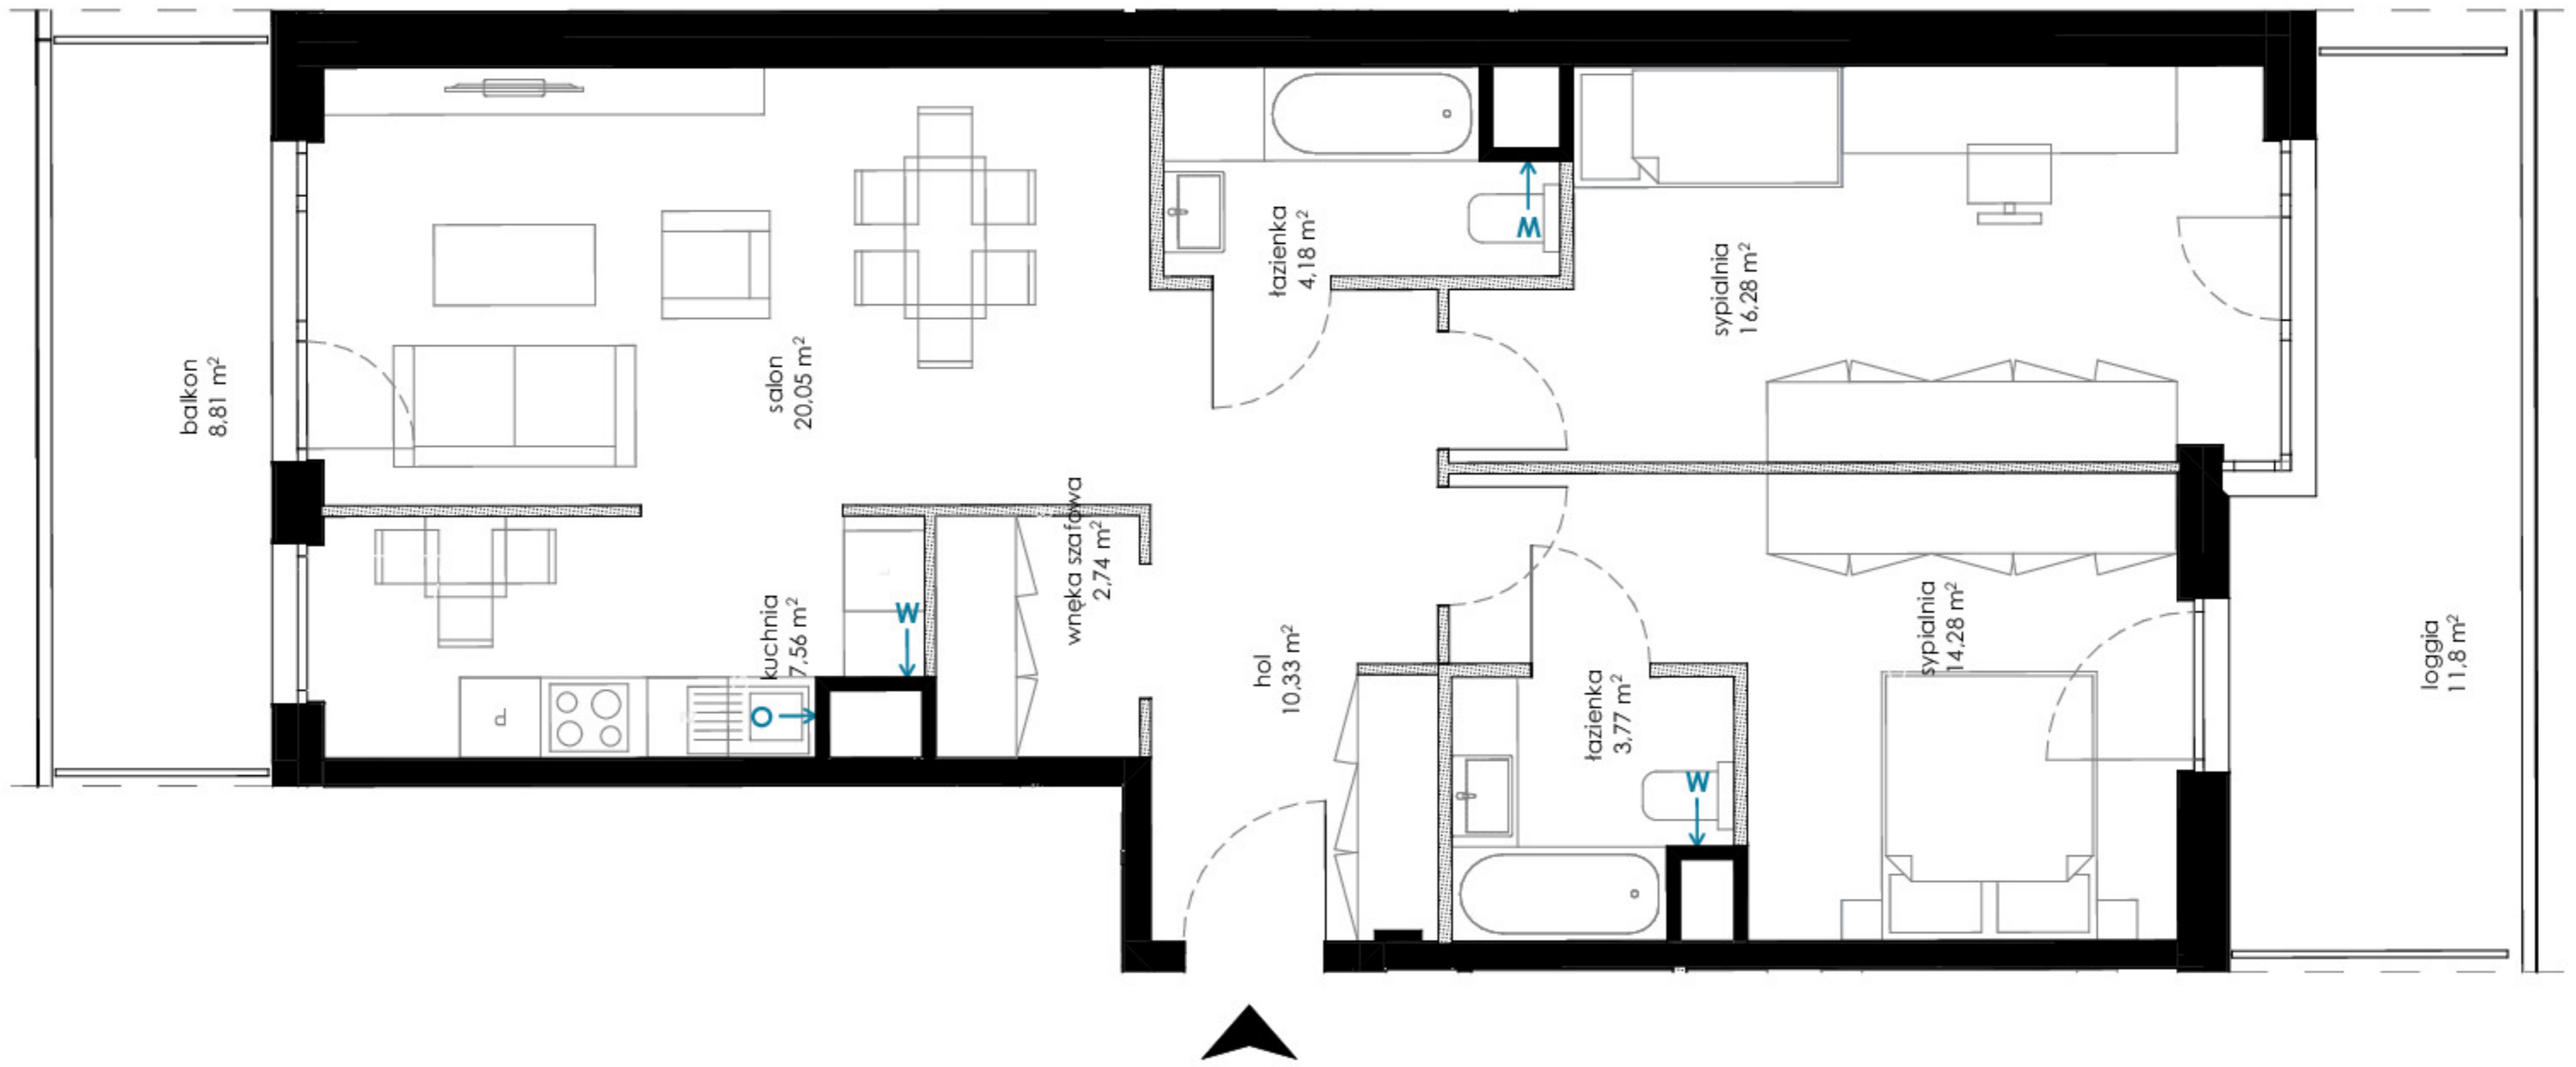 balkon
8,81 m²
salon
20,05 m²
kuchnia
7,56 m²
W
O
d
wnęka szafowa
2,74 m²
łazienka
4,18 m²
W
hol
10,33 m²
sypialnia
16,28 m²
łazienka
3,77 m²
W
sypialnia
14,28 m²
loggia
11,8 m²